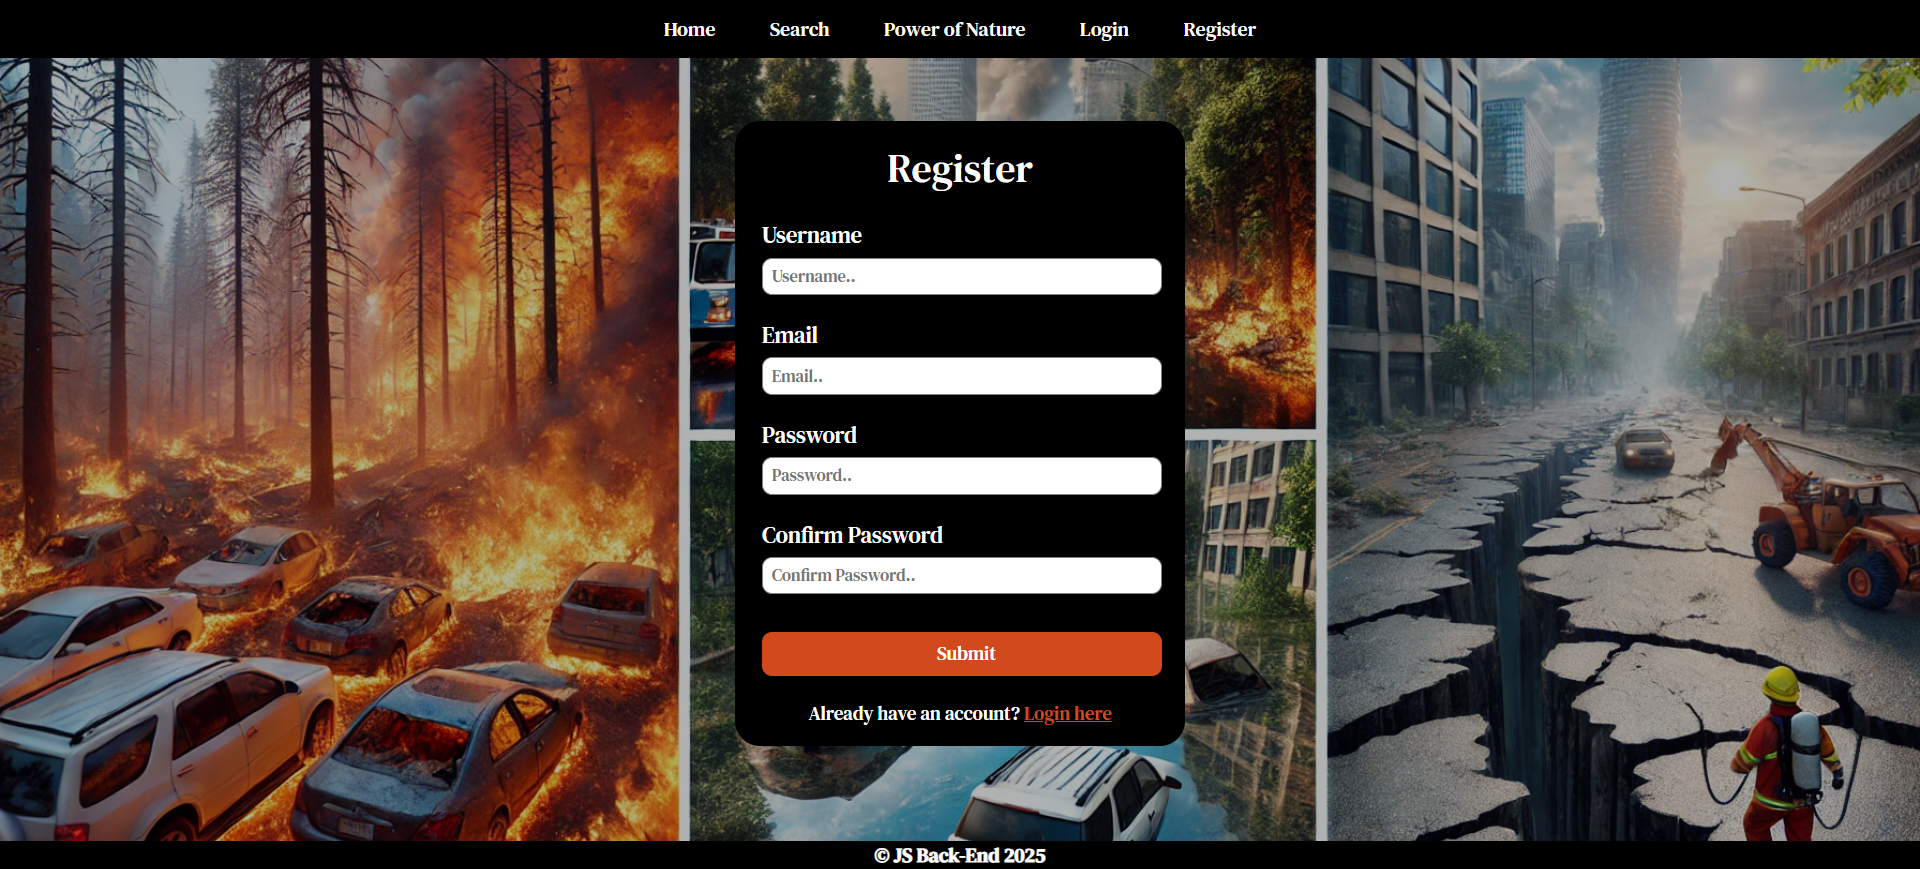 Home Search Power of Nature Login Register
Register
Username
Username..
Email
Email..
Password
Password..
Confirm Password
Confirm Password..
Submit
Already have an account? Login here
© JS Back-End 2025